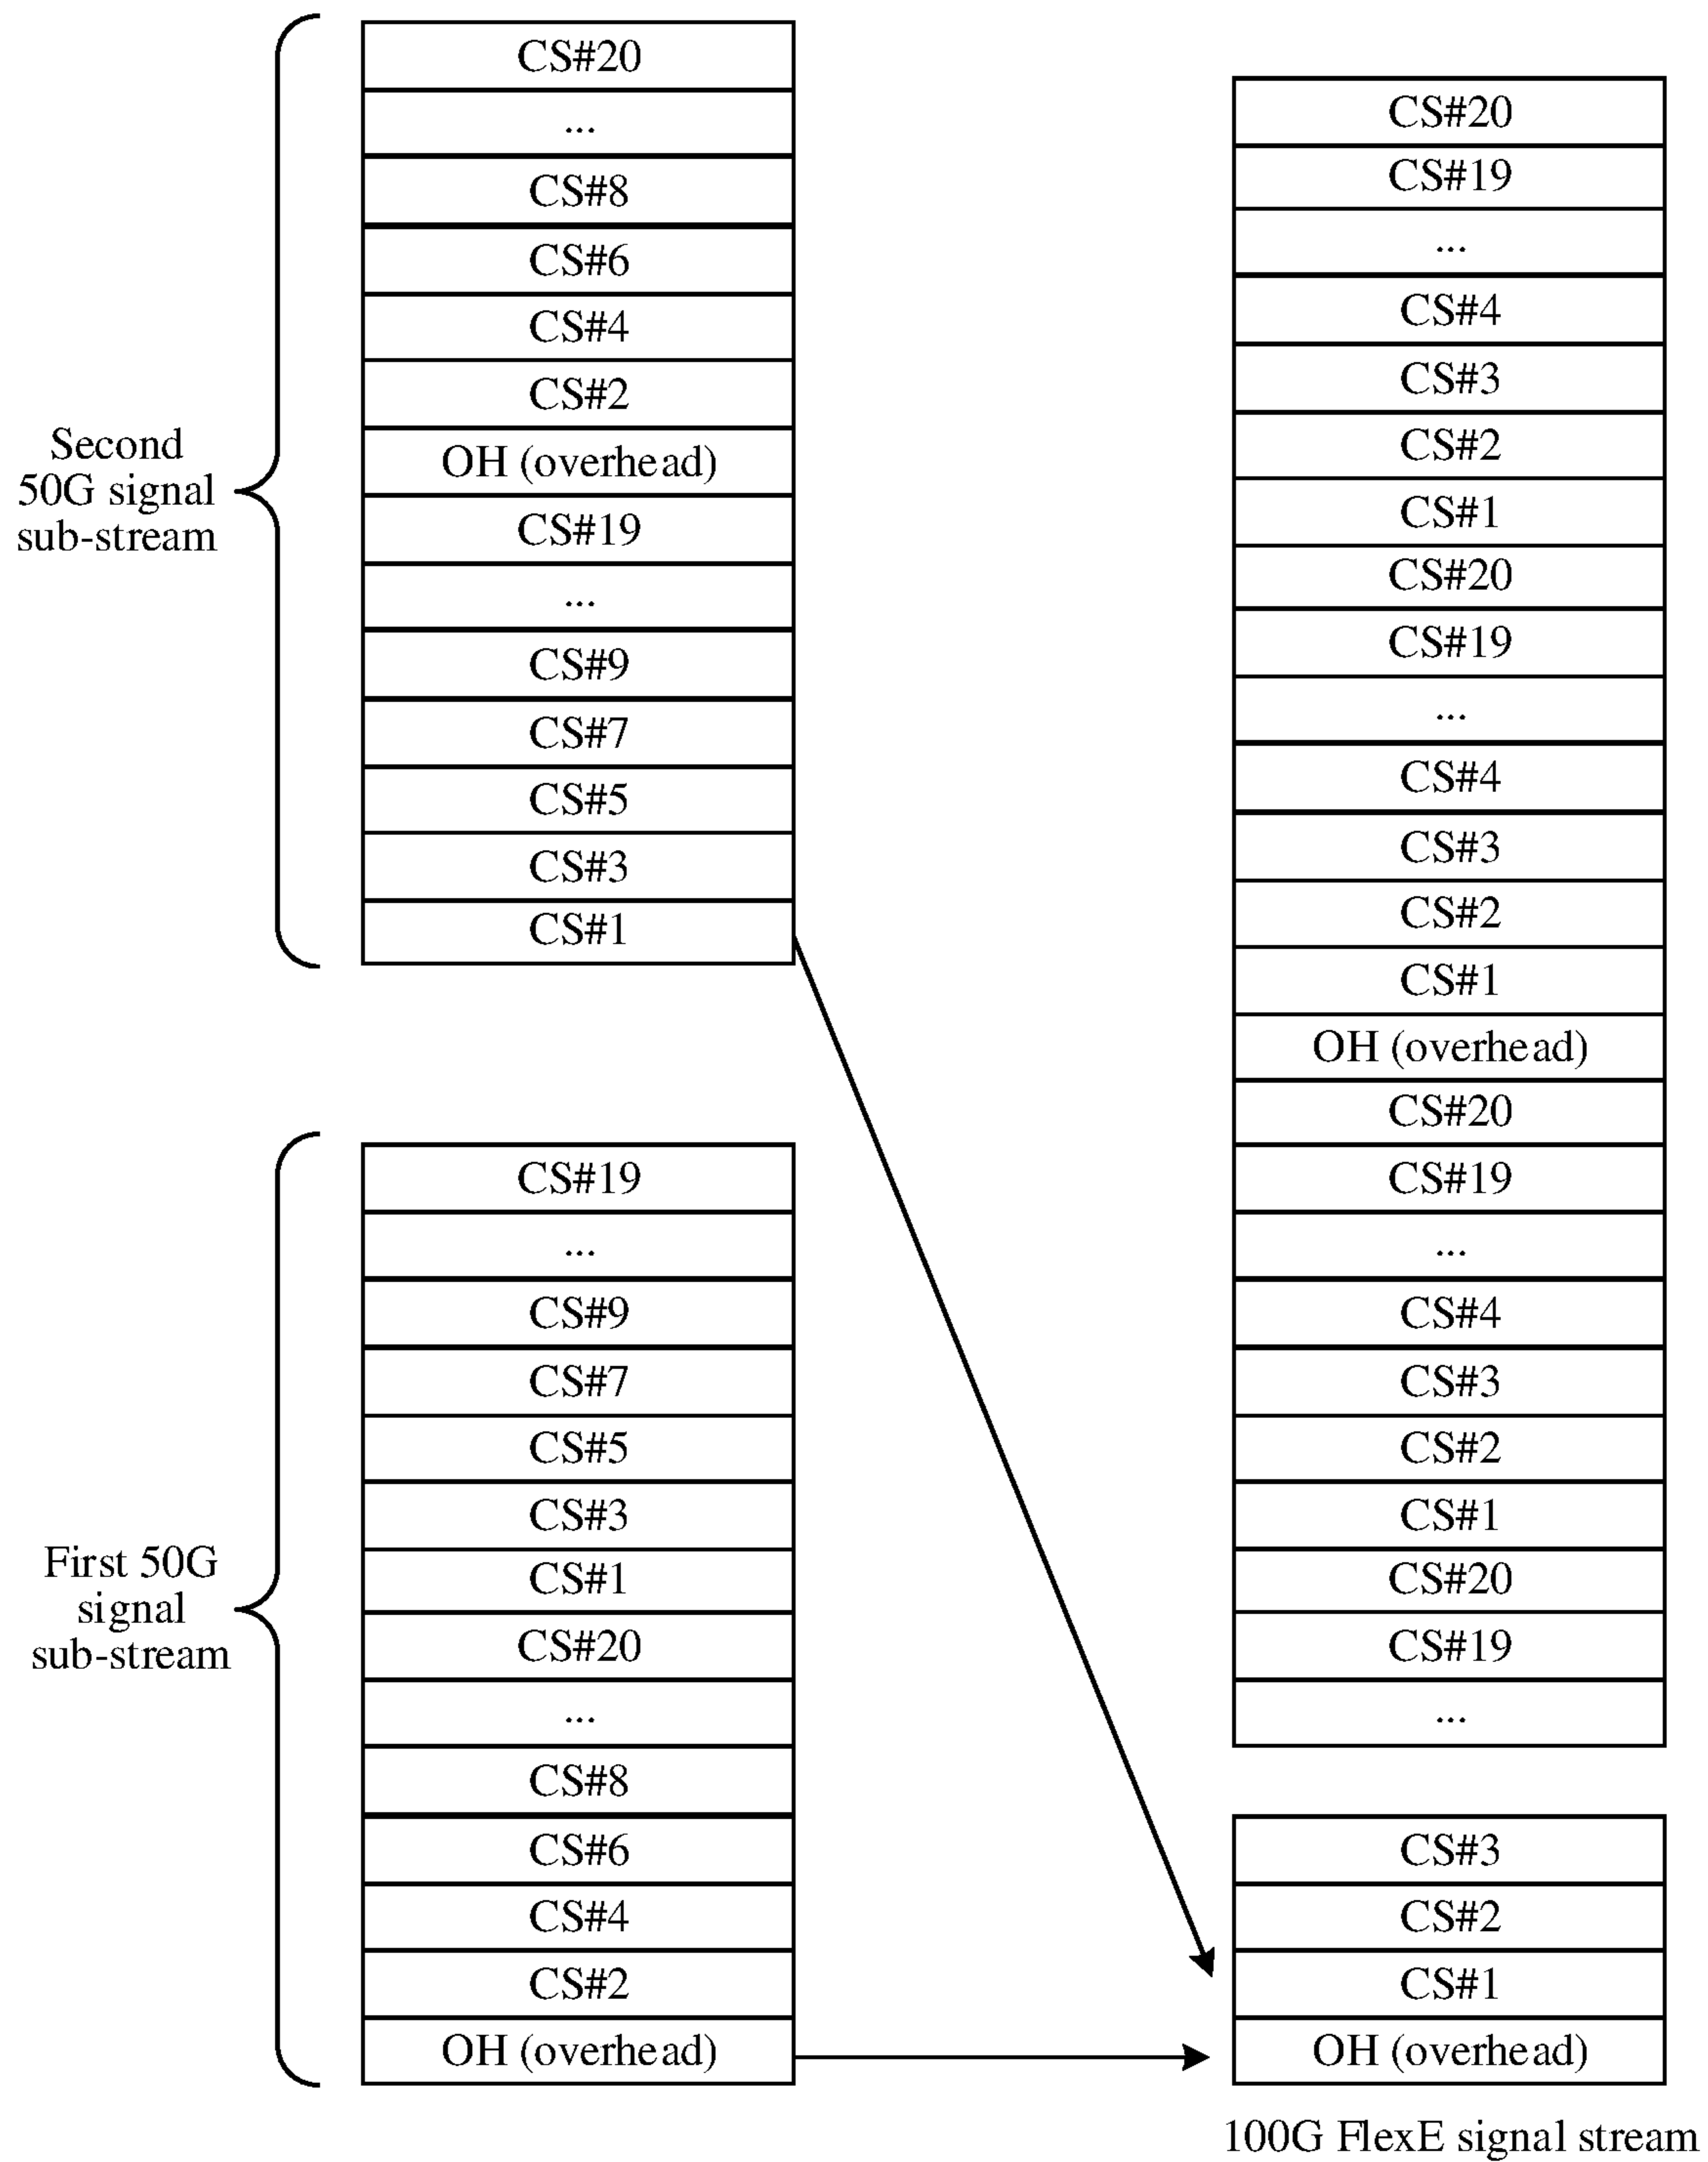 Second
50G signal
sub-stream
CS#20
...
CS#8
CS#6
CS#4
CS#2
OH (overhead)
CS#19
...
CS#9
CS#7
CS#5
CS#3
CS#1
First 50G
signal
sub-stream
CS#19
...
CS#9
CS#7
CS#5
CS#3
CS#1
CS#20
...
CS#8
CS#6
CS#4
CS#2
OH (overhead)
CS#20
CS#19
...
CS#4
CS#3
CS#2
CS#1
CS#20
CS#19
...
CS#4
CS#3
CS#2
CS#1
OH (overhead)
CS#20
CS#19
...
CS#4
CS#3
CS#2
CS#1
CS#20
CS#19
...
CS#3
CS#2
CS#1
OH (overhead)
100G FlexE signal stream